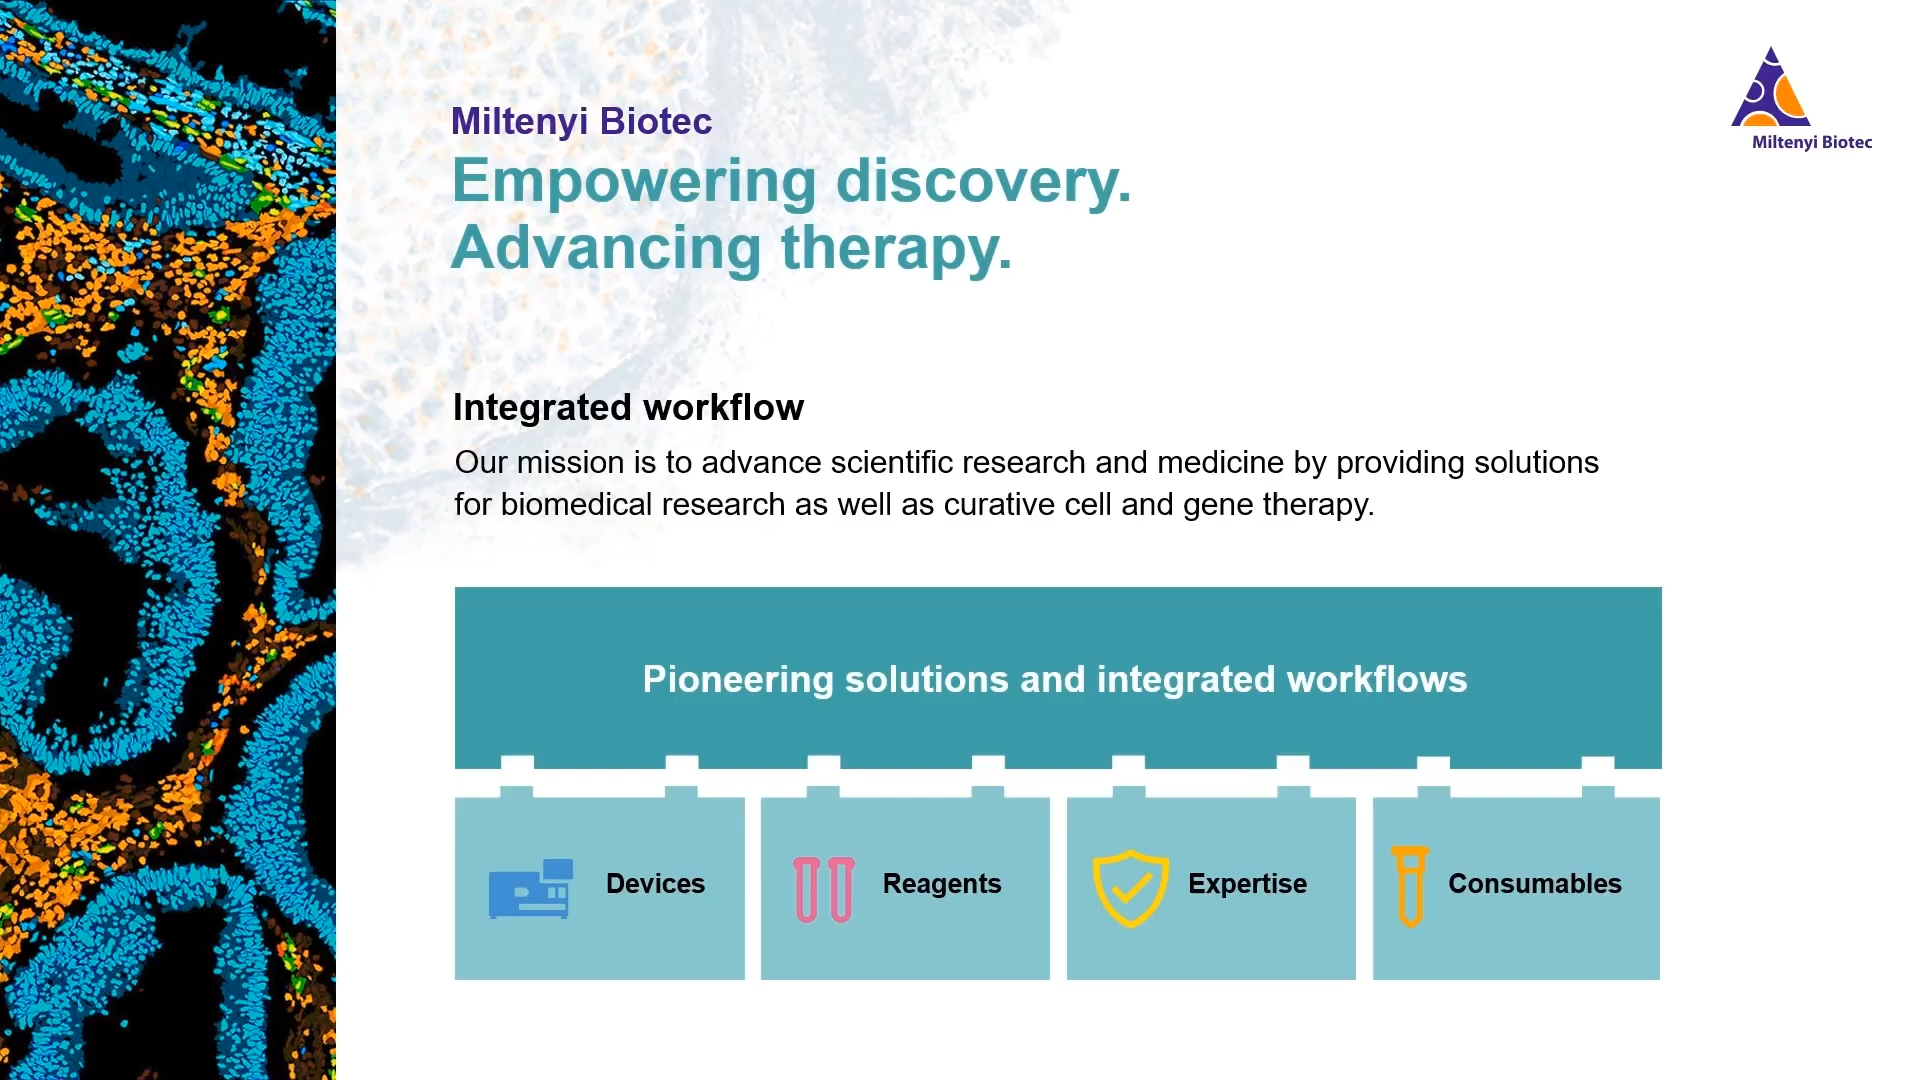 Miltenyi Biotec
Empowering discovery.
Advancing therapy.
Miltenyi Biotec
Integrated workflow
Our mission is to advance scientific research and medicine by providing solutions
for biomedical research as well as curative cell and gene therapy.
Pioneering solutions and integrated workflows
Devices
Reagents
Expertise
Consumables